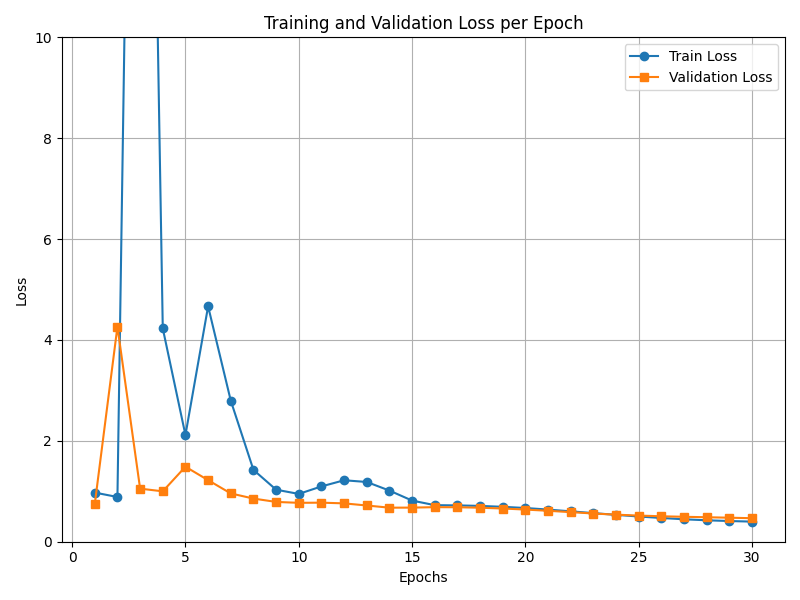 Training and Validation Loss per Epoch
Train Loss
Validation Loss
Loss
10
8
6
4
2
0
0 5 10 15 20 25 30
Epochs